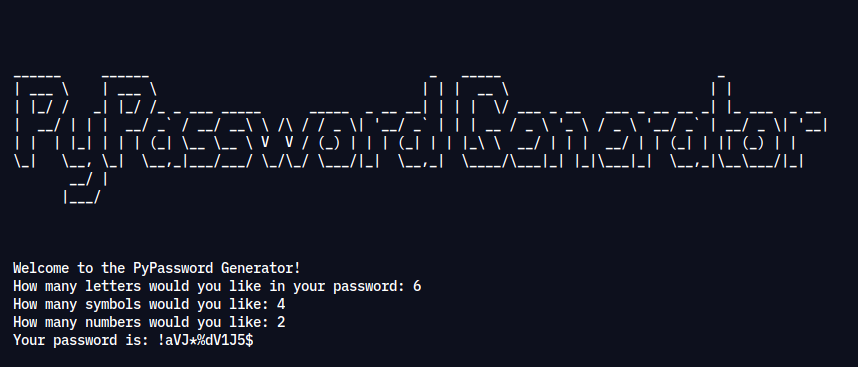 PyPasswordGenerator
Welcome to the PyPassword Generator!
How many letters would you like in your password: 6
How many symbols would you like: 4
How many numbers would you like: 2
Your password is: !aVJ*%dV1J5$